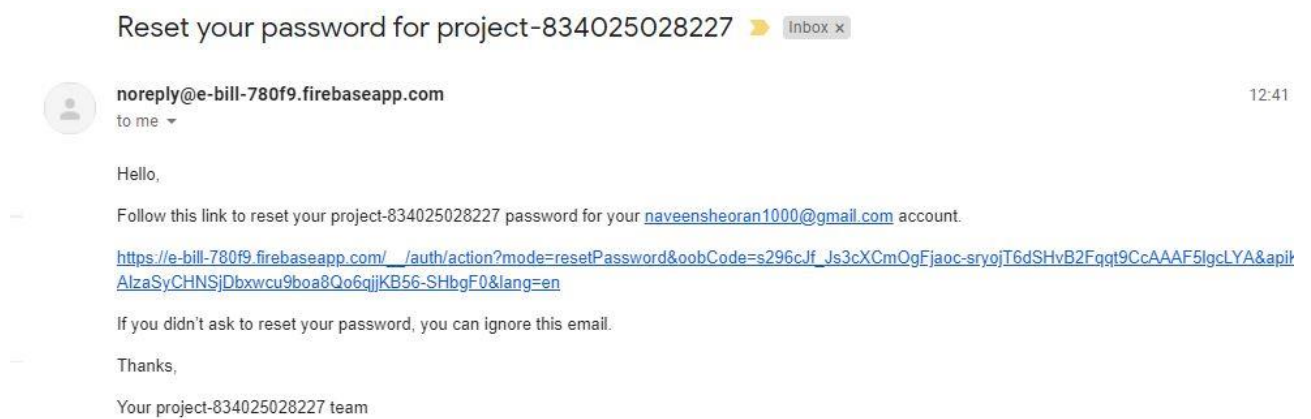 Reset your password for project-834025028227 Inbox x
noreply@e-bill-780f9.firebaseapp.com 12:41
to me
Hello,
Follow this link to reset your project-834025028227 password for your naveensheoran1000@gmail.com account.
https://e-bill-780f9.firebaseapp.com/__/auth/action?mode=resetPassword&oobCode=s296cJf_Js3cXCmOgFjaoc-sryojT6dSHvB2Fqqt9CcAAAF5IgcLYA&apiK
AIzaSyCHNSjDbxwcu9boa8Qo6qjjKB56-SHbgF0&lang=en
If you didn't ask to reset your password, you can ignore this email.
Thanks,
Your project-834025028227 team